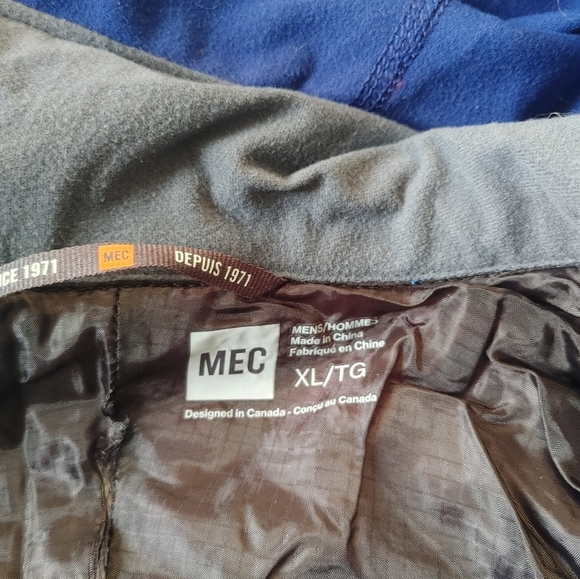 CE 1971 MEC DEPUIS 1971
MEC
MENS/HOMMES
Made in China
Fabriqué en Chine
XL/TG
Designed in Canada - Conçu au Canada